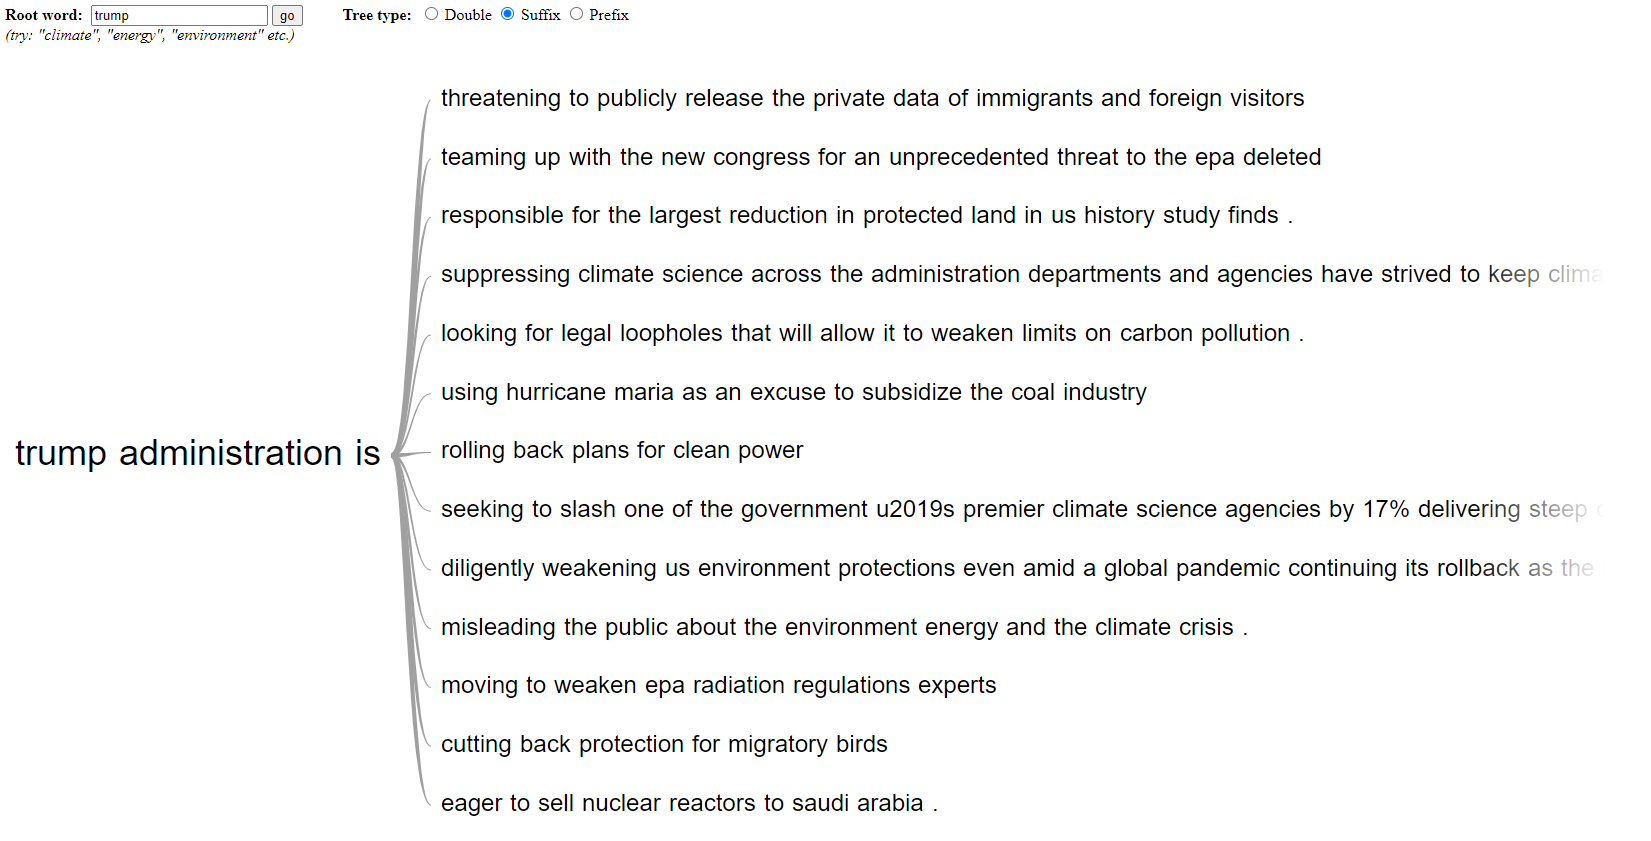 Root word: trump go Tree type: Double Suffix Prefix
(try: "climate", "energy", "environment" etc.)
threatening to publicly release the private data of immigrants and foreign visitors
teaming up with the new congress for an unprecedented threat to the epa deleted
responsible for the largest reduction in protected land in us history study finds .
suppressing climate science across the administration departments and agencies have strived to keep clima
looking for legal loopholes that will allow it to weaken limits on carbon pollution .
using hurricane maria as an excuse to subsidize the coal industry
trump administration is
rolling back plans for clean power
seeking to slash one of the government u2019s premier climate science agencies by 17% delivering steep
diligently weakening us environment protections even amid a global pandemic continuing its rollback as the
misleading the public about the environment energy and the climate crisis .
moving to weaken epa radiation regulations experts
cutting back protection for migratory birds
eager to sell nuclear reactors to saudi arabia .